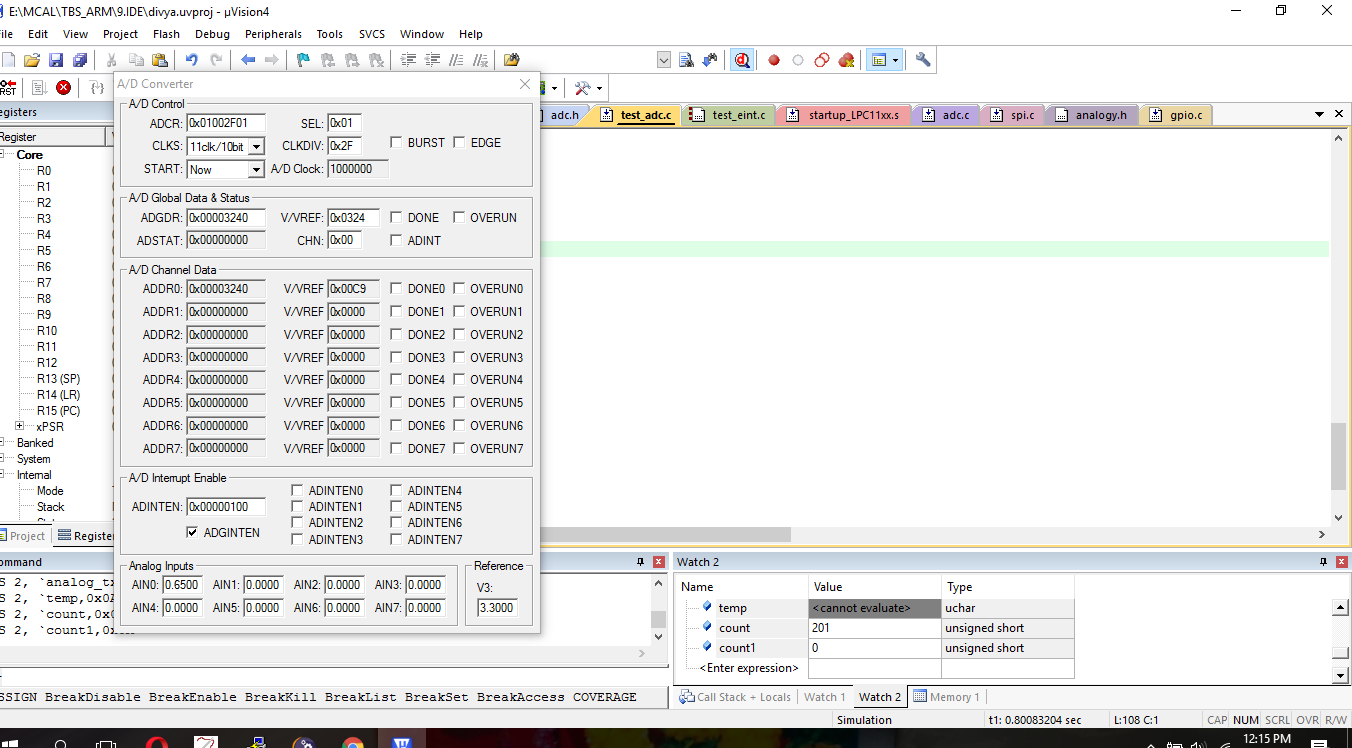 E:\MCAL\TBS_ARM\9.IDE\divya.uvproj - µVision4
ile Edit View Project Flash Debug Peripherals Tools SVCS Window Help
RST
egisters
adc.h test_adc.c test_eint.c startup_LPC11xx.s adc.c spi.c analogy.h gpio.c
Register
Core
R0
R1
R2
R3
R4
R5
R6
R7
R8
R9
R10
R11
R12
R13 (SP)
R14 (LR)
R15 (PC)
xPSR
Banked
System
Internal
Mode
Stack
Project Register
A/D Converter
A/D Control
ADCR: 0x01002F01 SEL: 0x01
CLKS: 11clk/10bit CLKDIV: 0x2F BURST EDGE
START: Now A/D Clock: 1000000
A/D Global Data & Status
ADGDR: 0x00003240 V/VREF: 0x0324 DONE OVERUN
ADSTAT: 0x00000000 CHN: 0x00 ADINT
A/D Channel Data
ADDR0: 0x00003240 V/VREF 0x00C9 DONE0 OVERUN0
ADDR1: 0x00000000 V/VREF 0x0000 DONE1 OVERUN1
ADDR2: 0x00000000 V/VREF 0x0000 DONE2 OVERUN2
ADDR3: 0x00000000 V/VREF 0x0000 DONE3 OVERUN3
ADDR4: 0x00000000 V/VREF 0x0000 DONE4 OVERUN4
ADDR5: 0x00000000 V/VREF 0x0000 DONE5 OVERUN5
ADDR6: 0x00000000 V/VREF 0x0000 DONE6 OVERUN6
ADDR7: 0x00000000 V/VREF 0x0000 DONE7 OVERUN7
A/D Interrupt Enable
ADINTEN: 0x00000100 ADGINTEN
ADINTEN0 ADINTEN4
ADINTEN1 ADINTEN5
ADINTEN2 ADINTEN6
ADINTEN3 ADINTEN7
Analog Inputs
AIN0: 0.6500 AIN1: 0.0000 AIN2: 0.0000 AIN3: 0.0000
AIN4: 0.0000 AIN5: 0.0000 AIN6: 0.0000 AIN7: 0.0000
Reference
V3:
3.3000
ommand
S 2, `analog_tx
S 2, `temp,0x0A
S 2, `count,0x0
S 2, `count1,0x
SSIGN BreakDisable BreakEnable BreakKill BreakList BreakSet BreakAccess COVERAGE
Watch 2
Name Value Type
temp <cannot evaluate> uchar
count 201 unsigned short
count1 0 unsigned short
<Enter expression>
Call Stack + Locals Watch 1 Watch 2 Memory 1
Simulation t1: 0.80083204 sec L:108 C:1 CAP NUM SCRL OVR R/W
12:15 PM